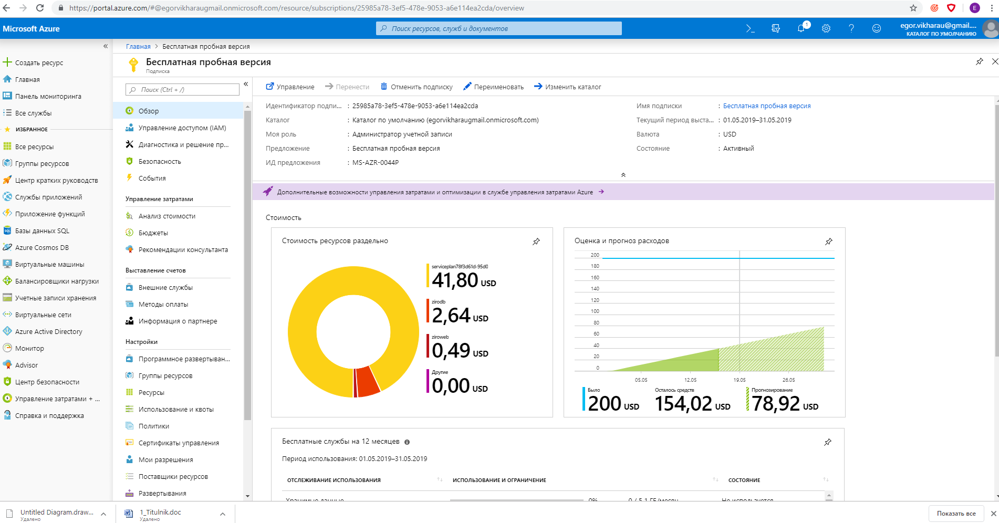 https://portal.azure.com/#@egorvikharaugmail.onmicrosoft.com/resource/subscriptions/25985a78-3ef5-478e-9053-a6e114ea2cda/overview
E
Microsoft Azure
Поиск ресурсов, служб и документов
1
egor.vikharau@gmail....
КАТАЛОГ ПО УМОЛЧАНИЮ
Создать ресурс
Главная
Панель мониторинга
Все службы
ИЗБРАННОЕ
Все ресурсы
Группы ресурсов
Центр кратких руководств
Службы приложений
Приложение функций
Базы данных SQL
Azure Cosmos DB
Виртуальные машины
Балансировщики нагрузки
Учетные записи хранения
Виртуальные сети
Azure Active Directory
Монитор
Advisor
Центр безопасности
Управление затратами + ...
Справка и поддержка
Главная > Бесплатная пробная версия
Бесплатная пробная версия
Подписка
Поиск (Ctrl + /)
Обзор
Управление доступом (IAM)
Диагностика и решение пр...
Безопасность
События
Управление затратами
Анализ стоимости
Бюджеты
Рекомендации консультанта
Выставление счетов
Внешние службы
Методы оплаты
Информация о партнере
Настройки
Программное развертыван...
Группы ресурсов
Ресурсы
Использование и квоты
Политики
Сертификаты управления
Мои разрешения
Поставщики ресурсов
Развертывания
Управление Перенести Отменить подписку Переименовать Изменить каталог
Идентификатор подпи... : 25985a78-3ef5-478e-9053-a6e114ea2cda
Каталог : Каталог по умолчанию (egorvikharaugmail.onmicrosoft.com)
Моя роль : Администратор учетной записи
Предложение : Бесплатная пробная версия
ИД предложения : MS-AZR-0044P
Имя подписки : Бесплатная пробная версия
Текущий период выста... : 01.05.2019–31.05.2019
Валюта : USD
Состояние : Активный
Дополнительные возможности управления затратами и оптимизации в службе управления затратами Azure
Стоимость
Стоимость ресурсов раздельно
serviceplan78f3d61d-95d0
41,80 USD
zirodb
2,64 USD
ziroweb
0,49 USD
Другие
0,00 USD
Оценка и прогноз расходов
200
180
160
140
120
100
80
60
40
20
0
05.05 12.05 19.05 26.05
Было
200 USD
Осталось средств
154,02 USD
Прогнозирование
78,92 USD
Бесплатные службы на 12 месяцев
Период использования: 01.05.2019–31.05.2019
ОТСЛЕЖИВАНИЕ ИСПОЛЬЗОВАНИЯ ИСПОЛЬЗОВАНИЕ И ОГРАНИЧЕНИЕ СОСТОЯНИЕ
Хранимые данные 0% 0 / 5.1 ГБ/месяц Не используется
Untitled Diagram.draw...
Удалено
1_Titulnik.doc
Удалено
Показать все